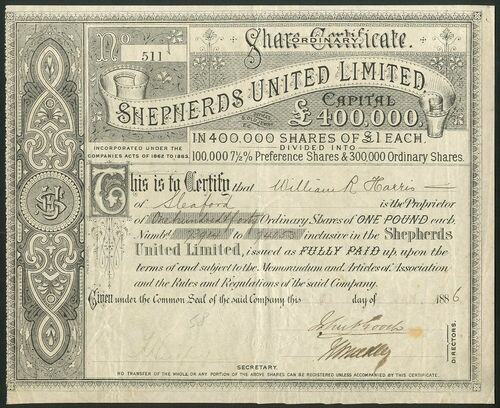 No 511
Share Certificate.
ORDINARY
SHEPHERDS UNITED LIMITED.
CAPITAL
£400,000.
IN 400.000 SHARES OF £1 EACH.
DIVIDED INTO
100,000 7½% Preference Shares & 300,000 Ordinary Shares.
INCORPORATED UNDER THE
COMPANIES ACTS OF 1862 TO 1883.
This is to Certify that William R Harris
of Sleaford is the Proprietor
of One hundred & forty Ordinary Shares of ONE POUND each,
to inclusive in the Shepherds
United Limited, issued as FULLY PAID up, upon the
terms of and subject to the Memorandum and Articles of Association
and the Rules and Regulations of the said Company.
Given under the Common Seal of the said Company this day of 1886
DIRECTORS.
SECRETARY.
NO TRANSFER OF THE WHOLE, OR ANY PORTION OF THE ABOVE SHARES CAN BE REGISTERED UNLESS ACCOMPANIED BY THIS CERTIFICATE.